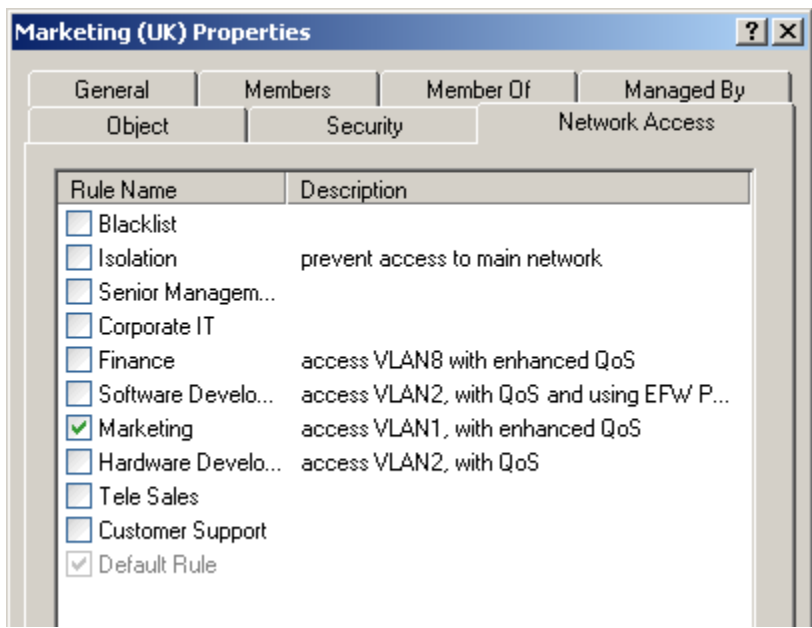 Marketing (UK) Properties
General Members Member Of Managed By
Object Security Network Access
Rule Name Description
Blacklist
Isolation prevent access to main network
Senior Managem...
Corporate IT
Finance access VLAN8 with enhanced QoS
Software Develo... access VLAN2, with QoS and using EFW P...
Marketing access VLAN1, with enhanced QoS
Hardware Develo... access VLAN2, with QoS
Tele Sales
Customer Support
Default Rule